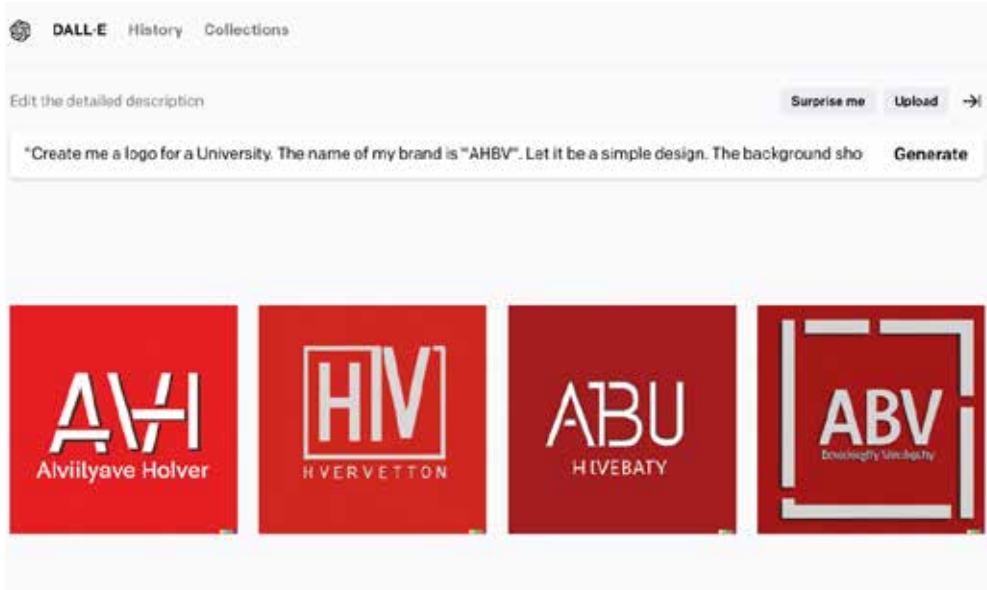 DALL·E History Collections
Edit the detailed description
Surprise me Upload
"Create me a logo for a University. The name of my brand is "AHBV". Let it be a simple design. The background sho Generate
AVH
Alviilyave Holver
HIV
HVERVETTON
ABU
HIVEBATY
ABV